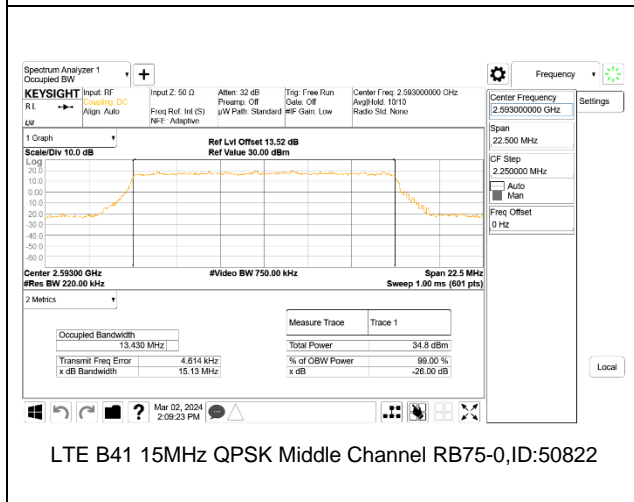 Spectrum Analyzer 1
Occupied BW
Frequency
KEYSIGHT Input: RF Input Z: 50 Ω Atten: 32 dB Trig: Free Run Center Freq: 2.593000000 GHz
R L Coupling: DC Preamp: Off Gate: Off Avg|Hold: 10/10
Align: Auto Freq Ref: Int (S) µW Path: Standard #IF Gain: Low Radio Std: None
NFE: Adaptive
Center Frequency
2.593000000 GHz
Settings
Span
22.500 MHz
CF Step
2.250000 MHz
Auto
Man
Freq Offset
0 Hz
Local
1 Graph
Ref Lvl Offset 13.52 dB
Scale/Div 10.0 dB Ref Value 30.00 dBm
Log
20.0
10.0
0.00
-10.0
-20.0
-30.0
-40.0
-50.0
-60.0
Center 2.59300 GHz #Video BW 750.00 kHz Span 22.5 MHz
#Res BW 220.00 kHz Sweep 1.00 ms (601 pts)
2 Metrics
Measure Trace Trace 1
Occupied Bandwidth
13.430 MHz Total Power 34.8 dBm
Transmit Freq Error 4.614 kHz % of OBW Power 99.00 %
x dB Bandwidth 15.13 MHz x dB -26.00 dB
Mar 02, 2024
2:09:23 PM
LTE B41 15MHz QPSK Middle Channel RB75-0,ID:50822